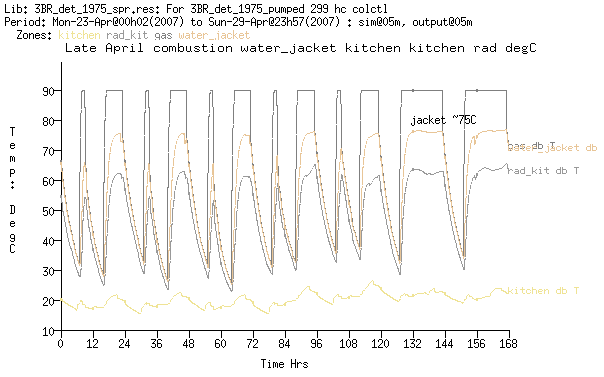 Lib: 3BR_det_1975_spr.res: For 3BR_det_1975_pumped 299 hc colctl
Period: Mon-23-Apr@00h02(2007) to Sun-29-Apr@23h57(2007) : sim@05m, output@05m
Zones: kitchen rad_kit gas water_jacket
Late April combustion water_jacket kitchen kitchen rad degC
90
80
70
60
50
40
30
20
10
Temp: DegC
jacket ~75C
gas db T
water_jacket db
rad_kit db T
kitchen db T
0 12 24 36 48 60 72 84 96 108 120 132 144 156 168
Time Hrs